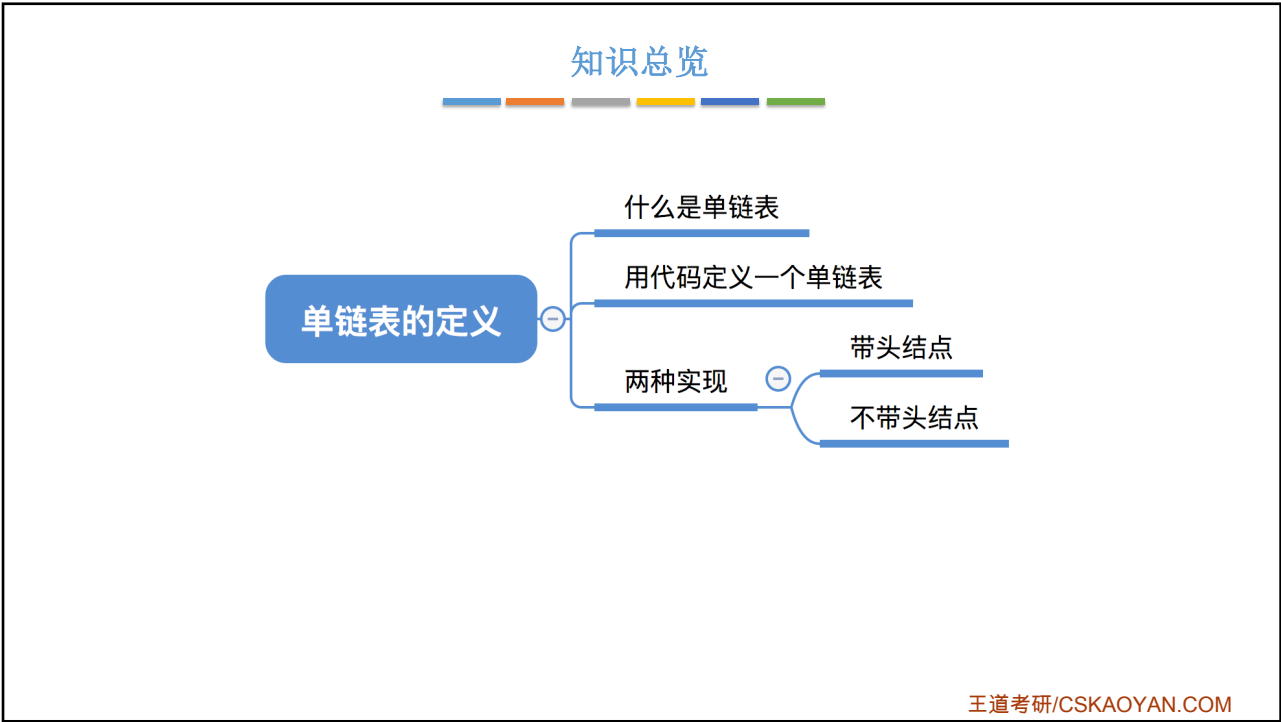 知识总览
什么是单链表
用代码定义一个单链表
单链表的定义
带头结点
两种实现
不带头结点
王道考研/CSKAOYAN.COM